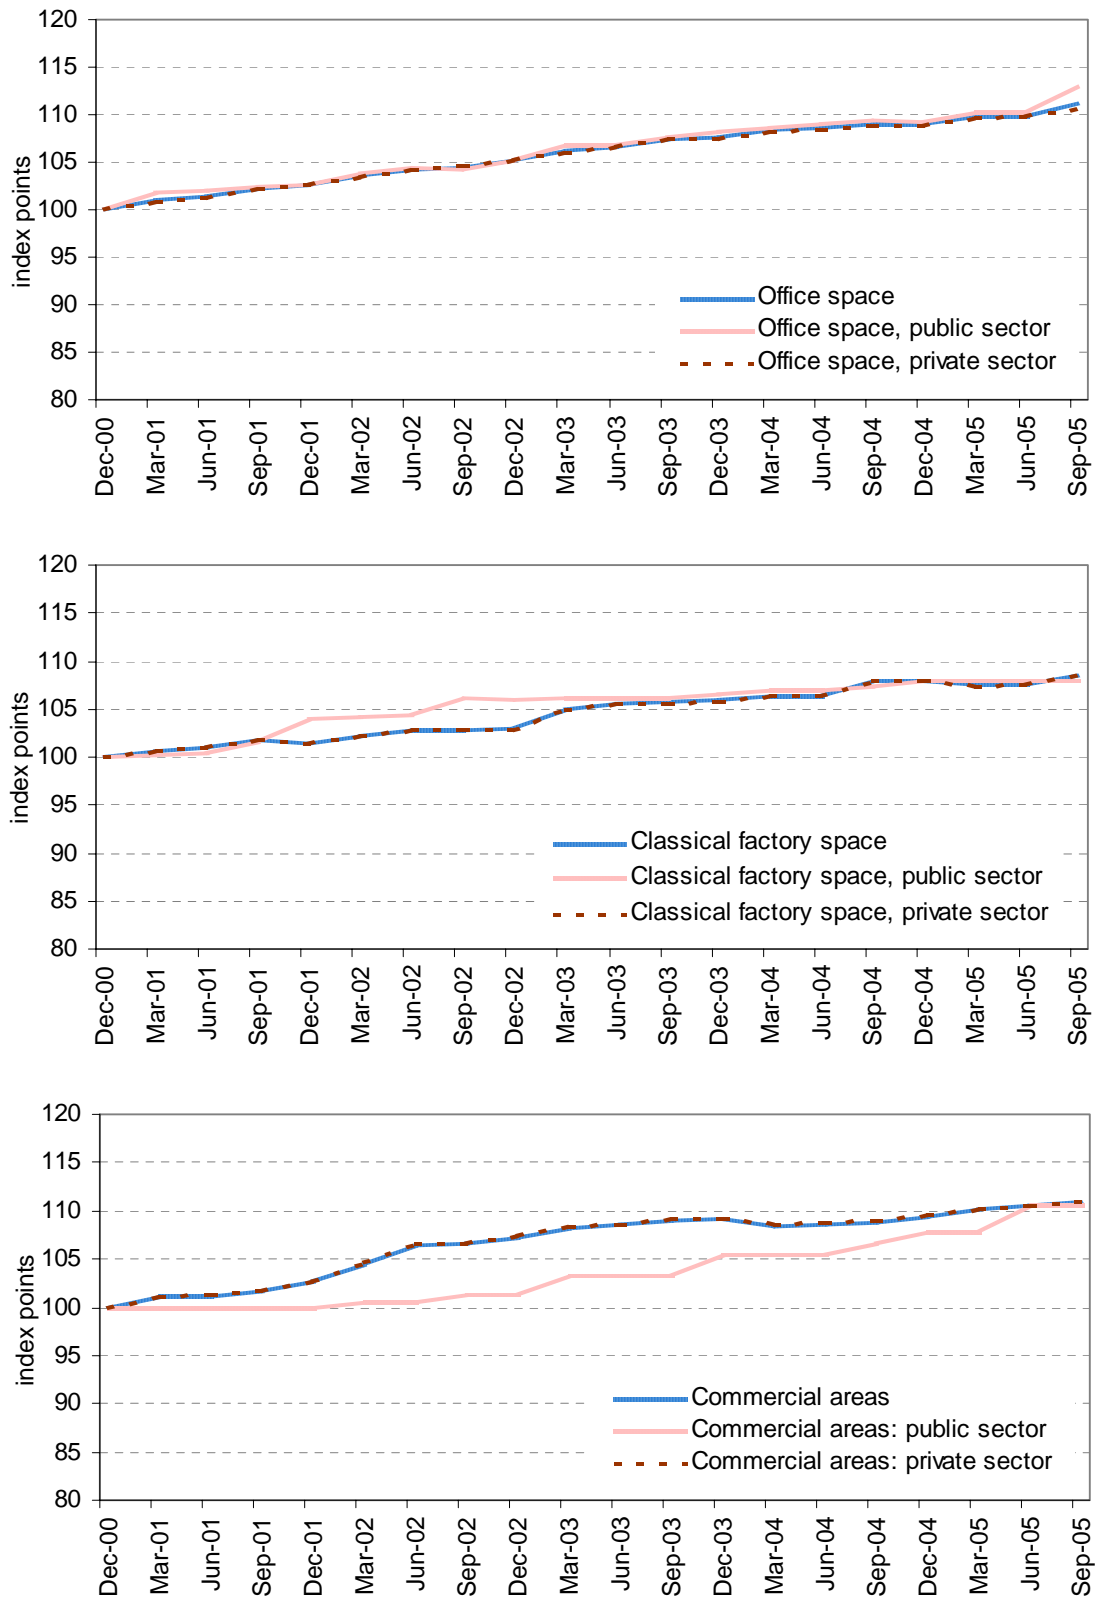 120
115
110
105
100
95
90
85
80
index points
Office space
Office space, public sector
Office space, private sector
Dec-00
Mar-01
Jun-01
Sep-01
Dec-01
Mar-02
Jun-02
Sep-02
Dec-02
Mar-03
Jun-03
Sep-03
Dec-03
Mar-04
Jun-04
Sep-04
Dec-04
Mar-05
Jun-05
Sep-05
120
115
110
105
100
95
90
85
80
index points
Classical factory space
Classical factory space, public sector
Classical factory space, private sector
Dec-00
Mar-01
Jun-01
Sep-01
Dec-01
Mar-02
Jun-02
Sep-02
Dec-02
Mar-03
Jun-03
Sep-03
Dec-03
Mar-04
Jun-04
Sep-04
Dec-04
Mar-05
Jun-05
Sep-05
120
115
110
105
100
95
90
85
80
index points
Commercial areas
Commercial areas: public sector
Commercial areas: private sector
Dec-00
Mar-01
Jun-01
Sep-01
Dec-01
Mar-02
Jun-02
Sep-02
Dec-02
Mar-03
Jun-03
Sep-03
Dec-03
Mar-04
Jun-04
Sep-04
Dec-04
Mar-05
Jun-05
Sep-05